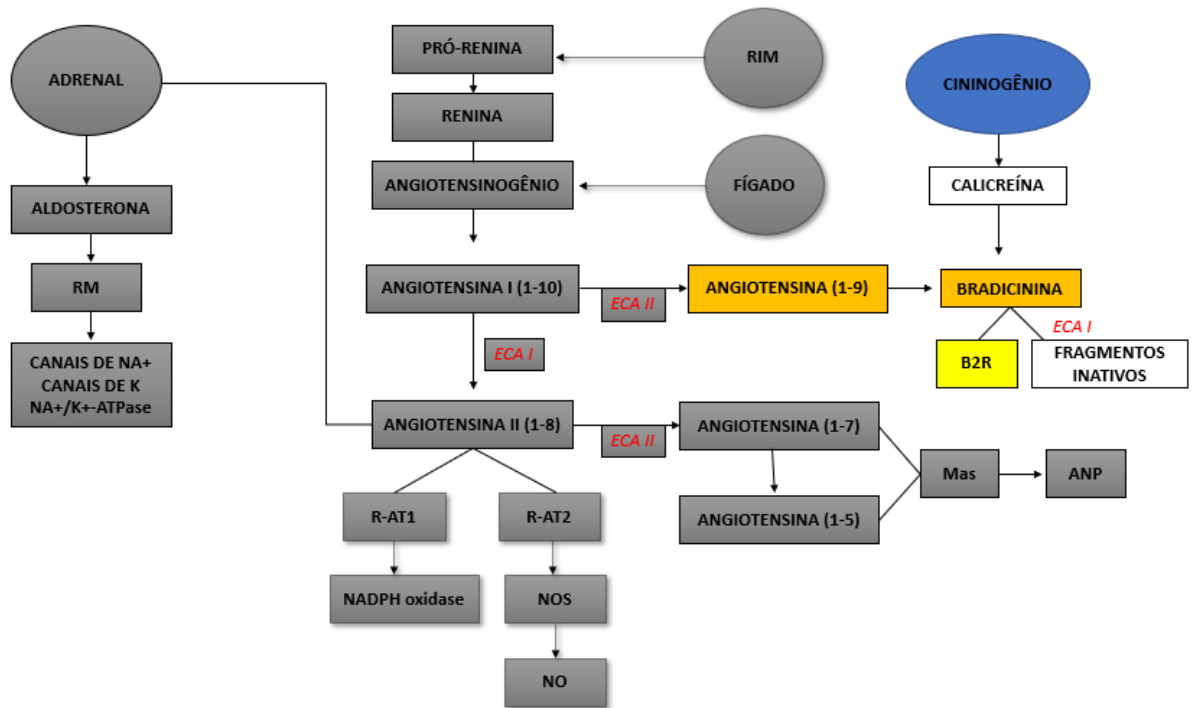 ADRENAL
ALDOSTERONA
RM
CANAIS DE NA+
CANAIS DE K
NA+/K+-ATPase
PRÓ-RENINA
RIM
RENINA
ANGIOTENSINOGÊNIO
FÍGADO
ANGIOTENSINA I (1-10)
ECA II
ANGIOTENSINA (1-9)
ECA I
ANGIOTENSINA II (1-8)
ECA II
ANGIOTENSINA (1-7)
ANGIOTENSINA (1-5)
Mas
ANP
R-AT1
R-AT2
NADPH oxidase
NOS
NO
CININOGÊNIO
CALICREÍNA
BRADICININA
ECA I
B2R
FRAGMENTOS
INATIVOS